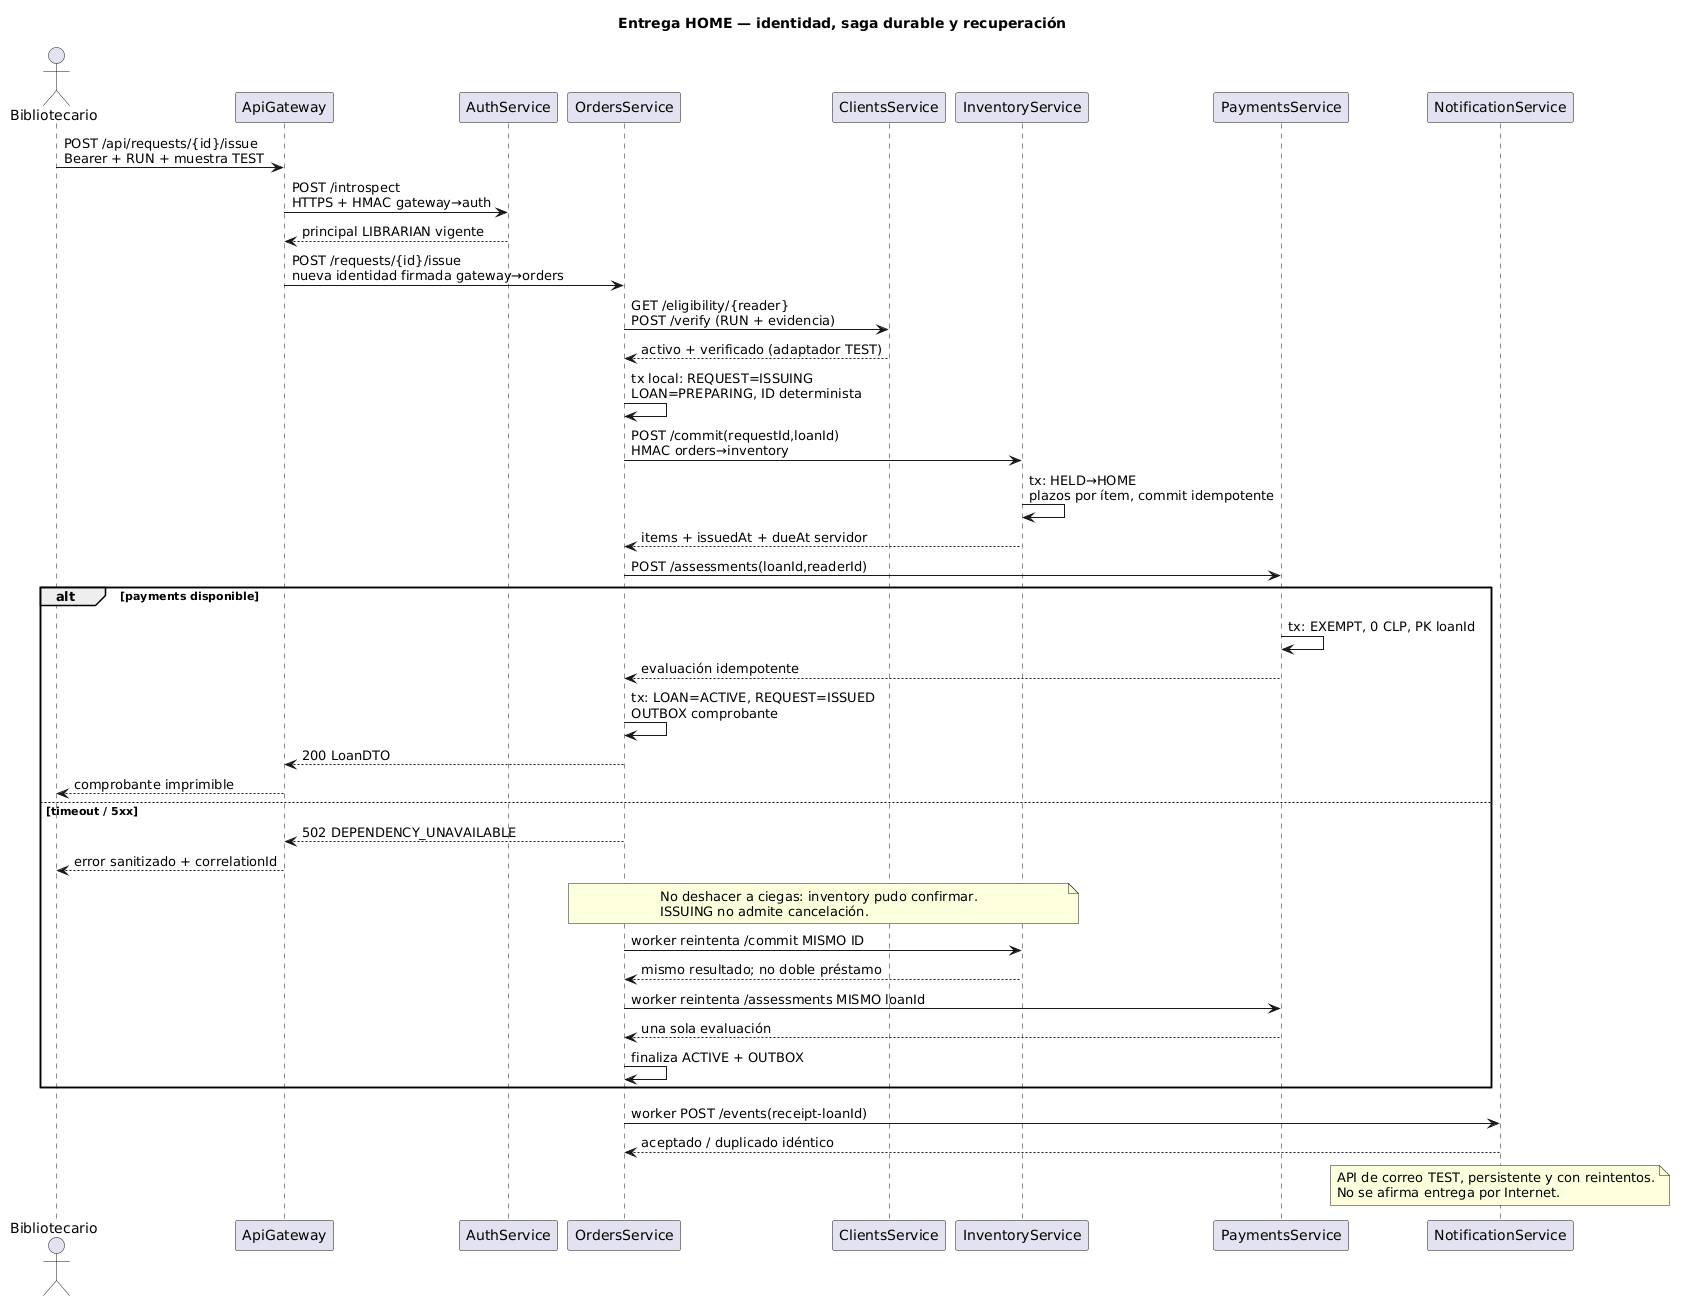 Entrega HOME — identidad, saga durable y recuperación
Bibliotecario
ApiGateway
AuthService
OrdersService
ClientsService
InventoryService
PaymentsService
NotificationService
POST /api/requests/{id}/issue
Bearer + RUN + muestra TEST
POST /introspect
HTTPS + HMAC gateway→auth
principal LIBRARIAN vigente
POST /requests/{id}/issue
nueva identidad firmada gateway→orders
GET /eligibility/{reader}
POST /verify (RUN + evidencia)
activo + verificado (adaptador TEST)
tx local: REQUEST=ISSUING
LOAN=PREPARING, ID determinista
POST /commit(requestId,loanId)
HMAC orders→inventory
tx: HELD→HOME
plazos por ítem, commit idempotente
items + issuedAt + dueAt servidor
POST /assessments(loanId,readerId)
alt
[payments disponible]
tx: EXEMPT, 0 CLP, PK loanId
evaluación idempotente
tx: LOAN=ACTIVE, REQUEST=ISSUED
OUTBOX comprobante
200 LoanDTO
comprobante imprimible
[timeout / 5xx]
502 DEPENDENCY_UNAVAILABLE
error sanitizado + correlationId
No deshacer a ciegas: inventory pudo confirmar.
ISSUING no admite cancelación.
worker reintenta /commit MISMO ID
mismo resultado; no doble préstamo
worker reintenta /assessments MISMO loanId
una sola evaluación
finaliza ACTIVE + OUTBOX
worker POST /events(receipt-loanId)
aceptado / duplicado idéntico
API de correo TEST, persistente y con reintentos.
No se afirma entrega por Internet.
Bibliotecario
ApiGateway
AuthService
OrdersService
ClientsService
InventoryService
PaymentsService
NotificationService